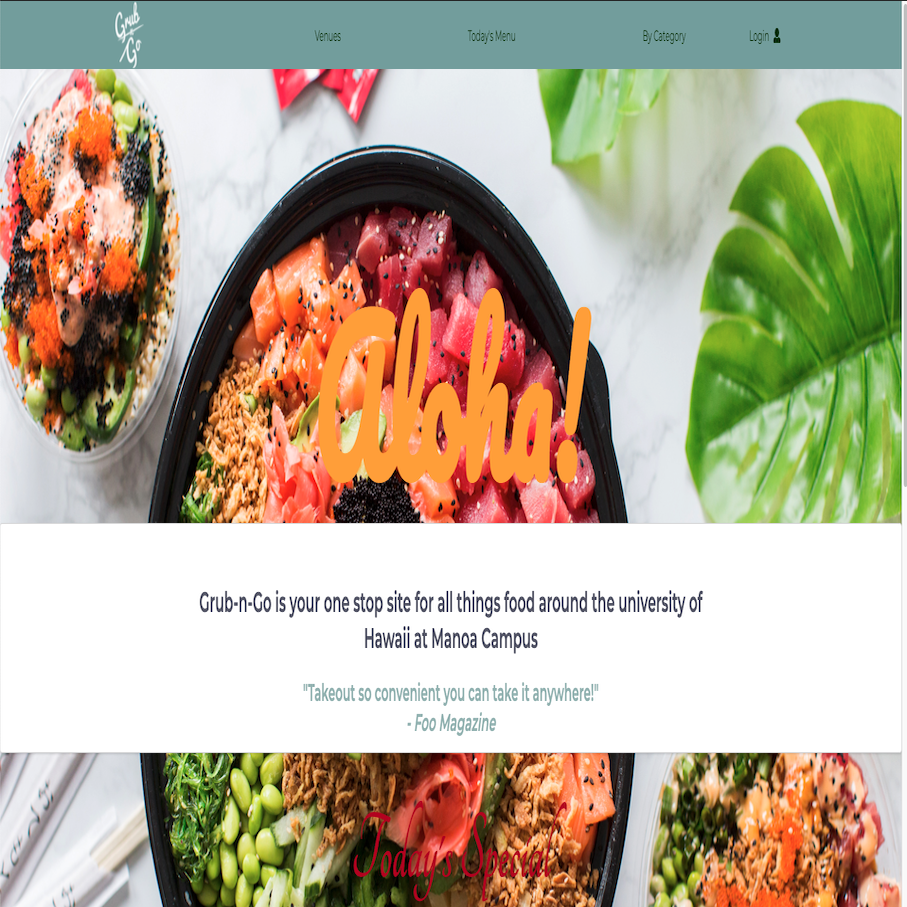 Grub
n
Go
Venues
Today's Menu
By Category
Login
Aloha!
Grub-n-Go is your one stop site for all things food around the university of
Hawaii at Manoa Campus
"Takeout so convenient you can take it anywhere!"
- Foo Magazine
Today's Special